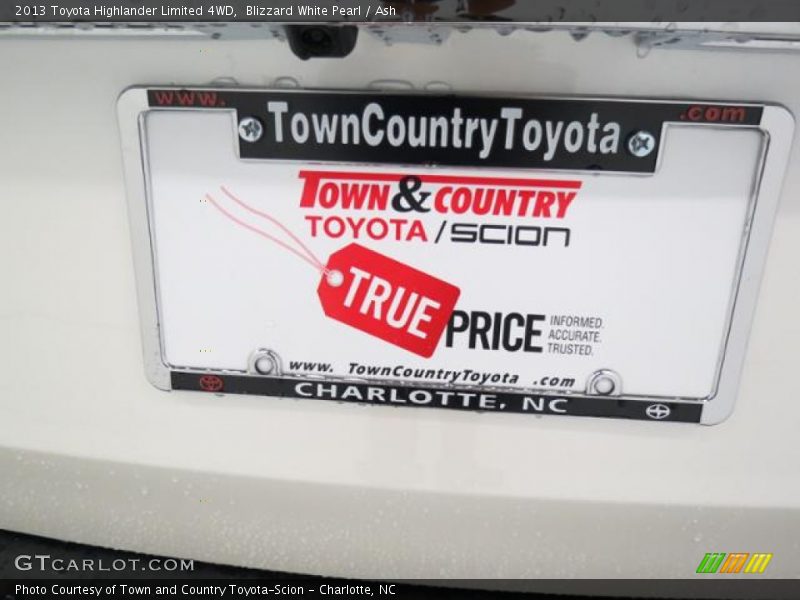 2013 Toyota Highlander Limited 4WD, Blizzard White Pearl / Ash
www. .com
TownCountryToyota
TOWN & COUNTRY
TOYOTA / SCION
TRUE PRICE
INFORMED.
ACCURATE.
TRUSTED.
www. TownCountryToyota .com
CHARLOTTE, NC
GTCARLOT.COM
Photo Courtesy of Town and Country Toyota-Scion - Charlotte, NC